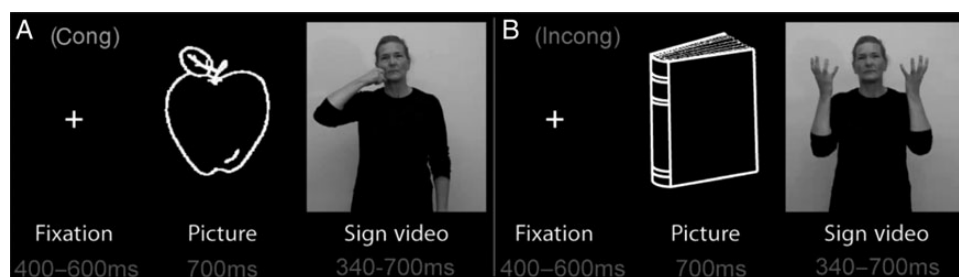 A (Cong)
Fixation Picture Sign video
400–600ms 700ms 340-700ms
B (Incong)
Fixation Picture Sign video
400–600ms 700ms 340-700ms